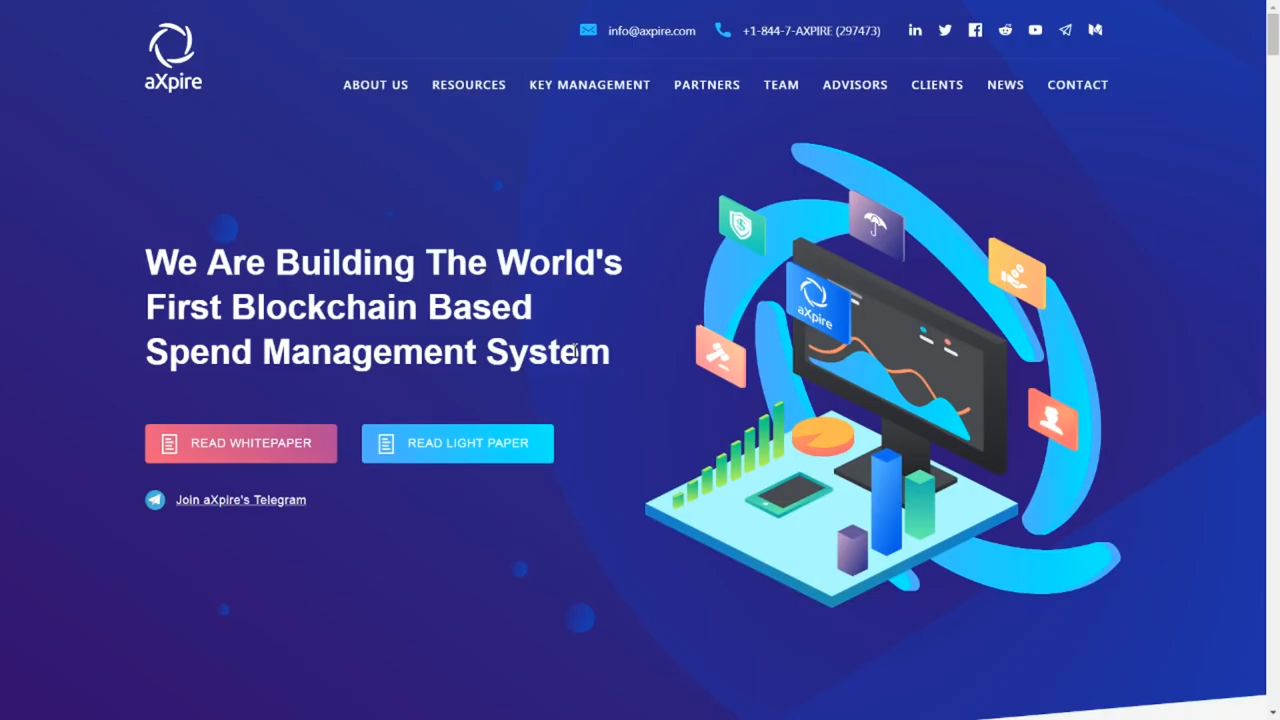 info@axpire.com
+1-844-7-AXPIRE (297473)
aXpire
ABOUT US
RESOURCES
KEY MANAGEMENT
PARTNERS
TEAM
ADVISORS
CLIENTS
NEWS
CONTACT
We Are Building The World's
First Blockchain Based
Spend Management System
aXpire
READ WHITEPAPER
READ LIGHT PAPER
Join aXpire's Telegram